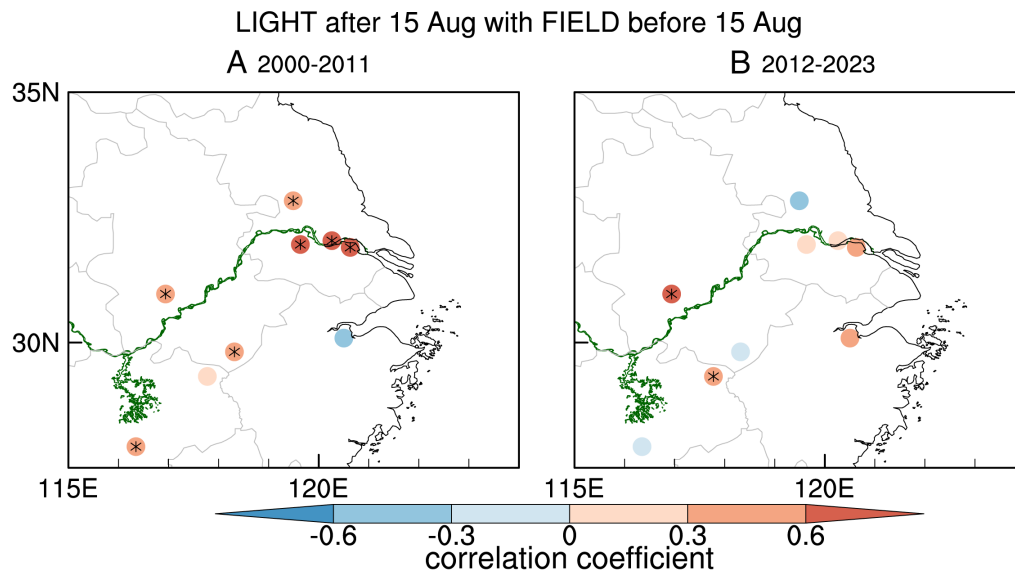 LIGHT after 15 Aug with FIELD before 15 Aug
A 2000-2011
B 2012-2023
35N
30N
115E
120E
115E
120E
-0.6
-0.3
0
0.3
0.6
correlation coefficient